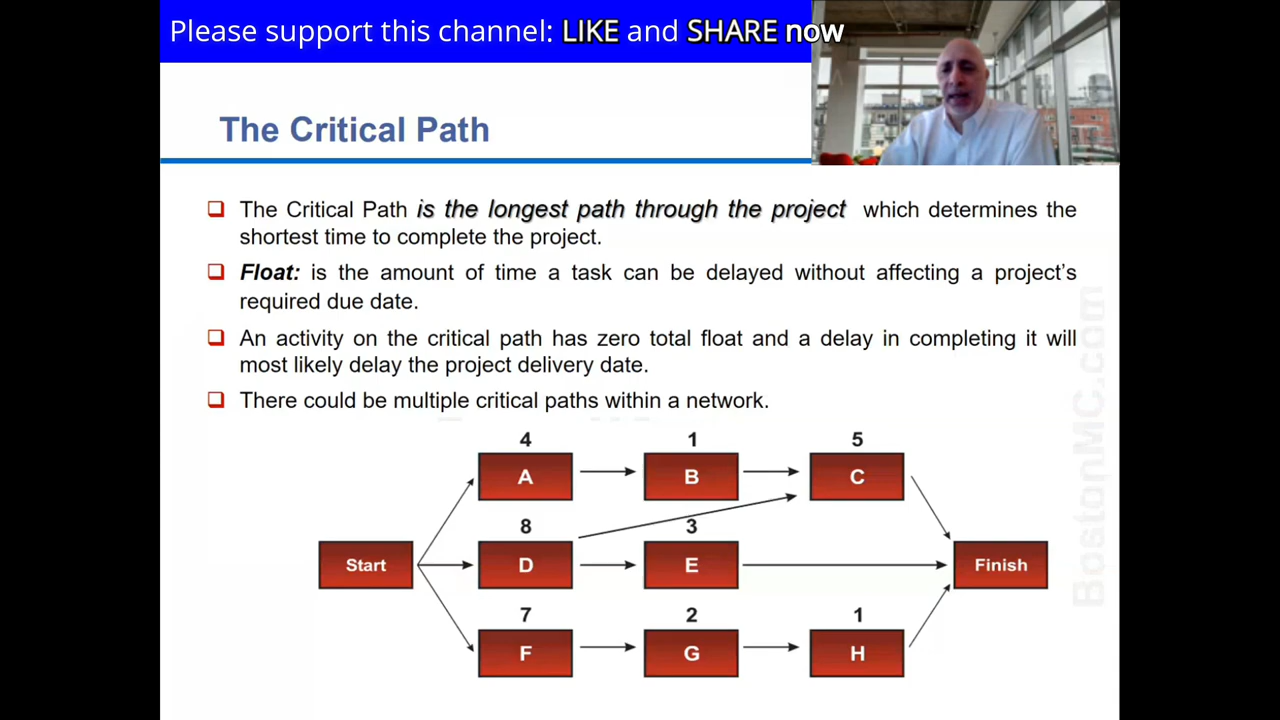 Please support this channel: LIKE and SHARE now
The Critical Path
The Critical Path is the longest path through the project which determines the
shortest time to complete the project.
Float: is the amount of time a task can be delayed without affecting a project's
required due date.
An activity on the critical path has zero total float and a delay in completing it will
most likely delay the project delivery date.
There could be multiple critical paths within a network.
4 1 5
A B C
8 3
Start D E Finish
7 2 1
F G H
BostonMC.com